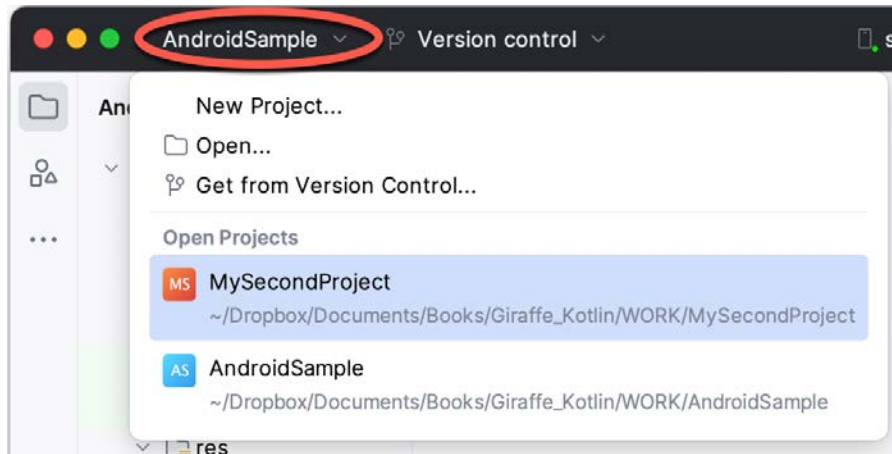 AndroidSample Version control s
An
New Project...
Open...
Get from Version Control...
Open Projects
MS MySecondProject
~/Dropbox/Documents/Books/Giraffe_Kotlin/WORK/MySecondProject
AS AndroidSample
~/Dropbox/Documents/Books/Giraffe_Kotlin/WORK/AndroidSample
res